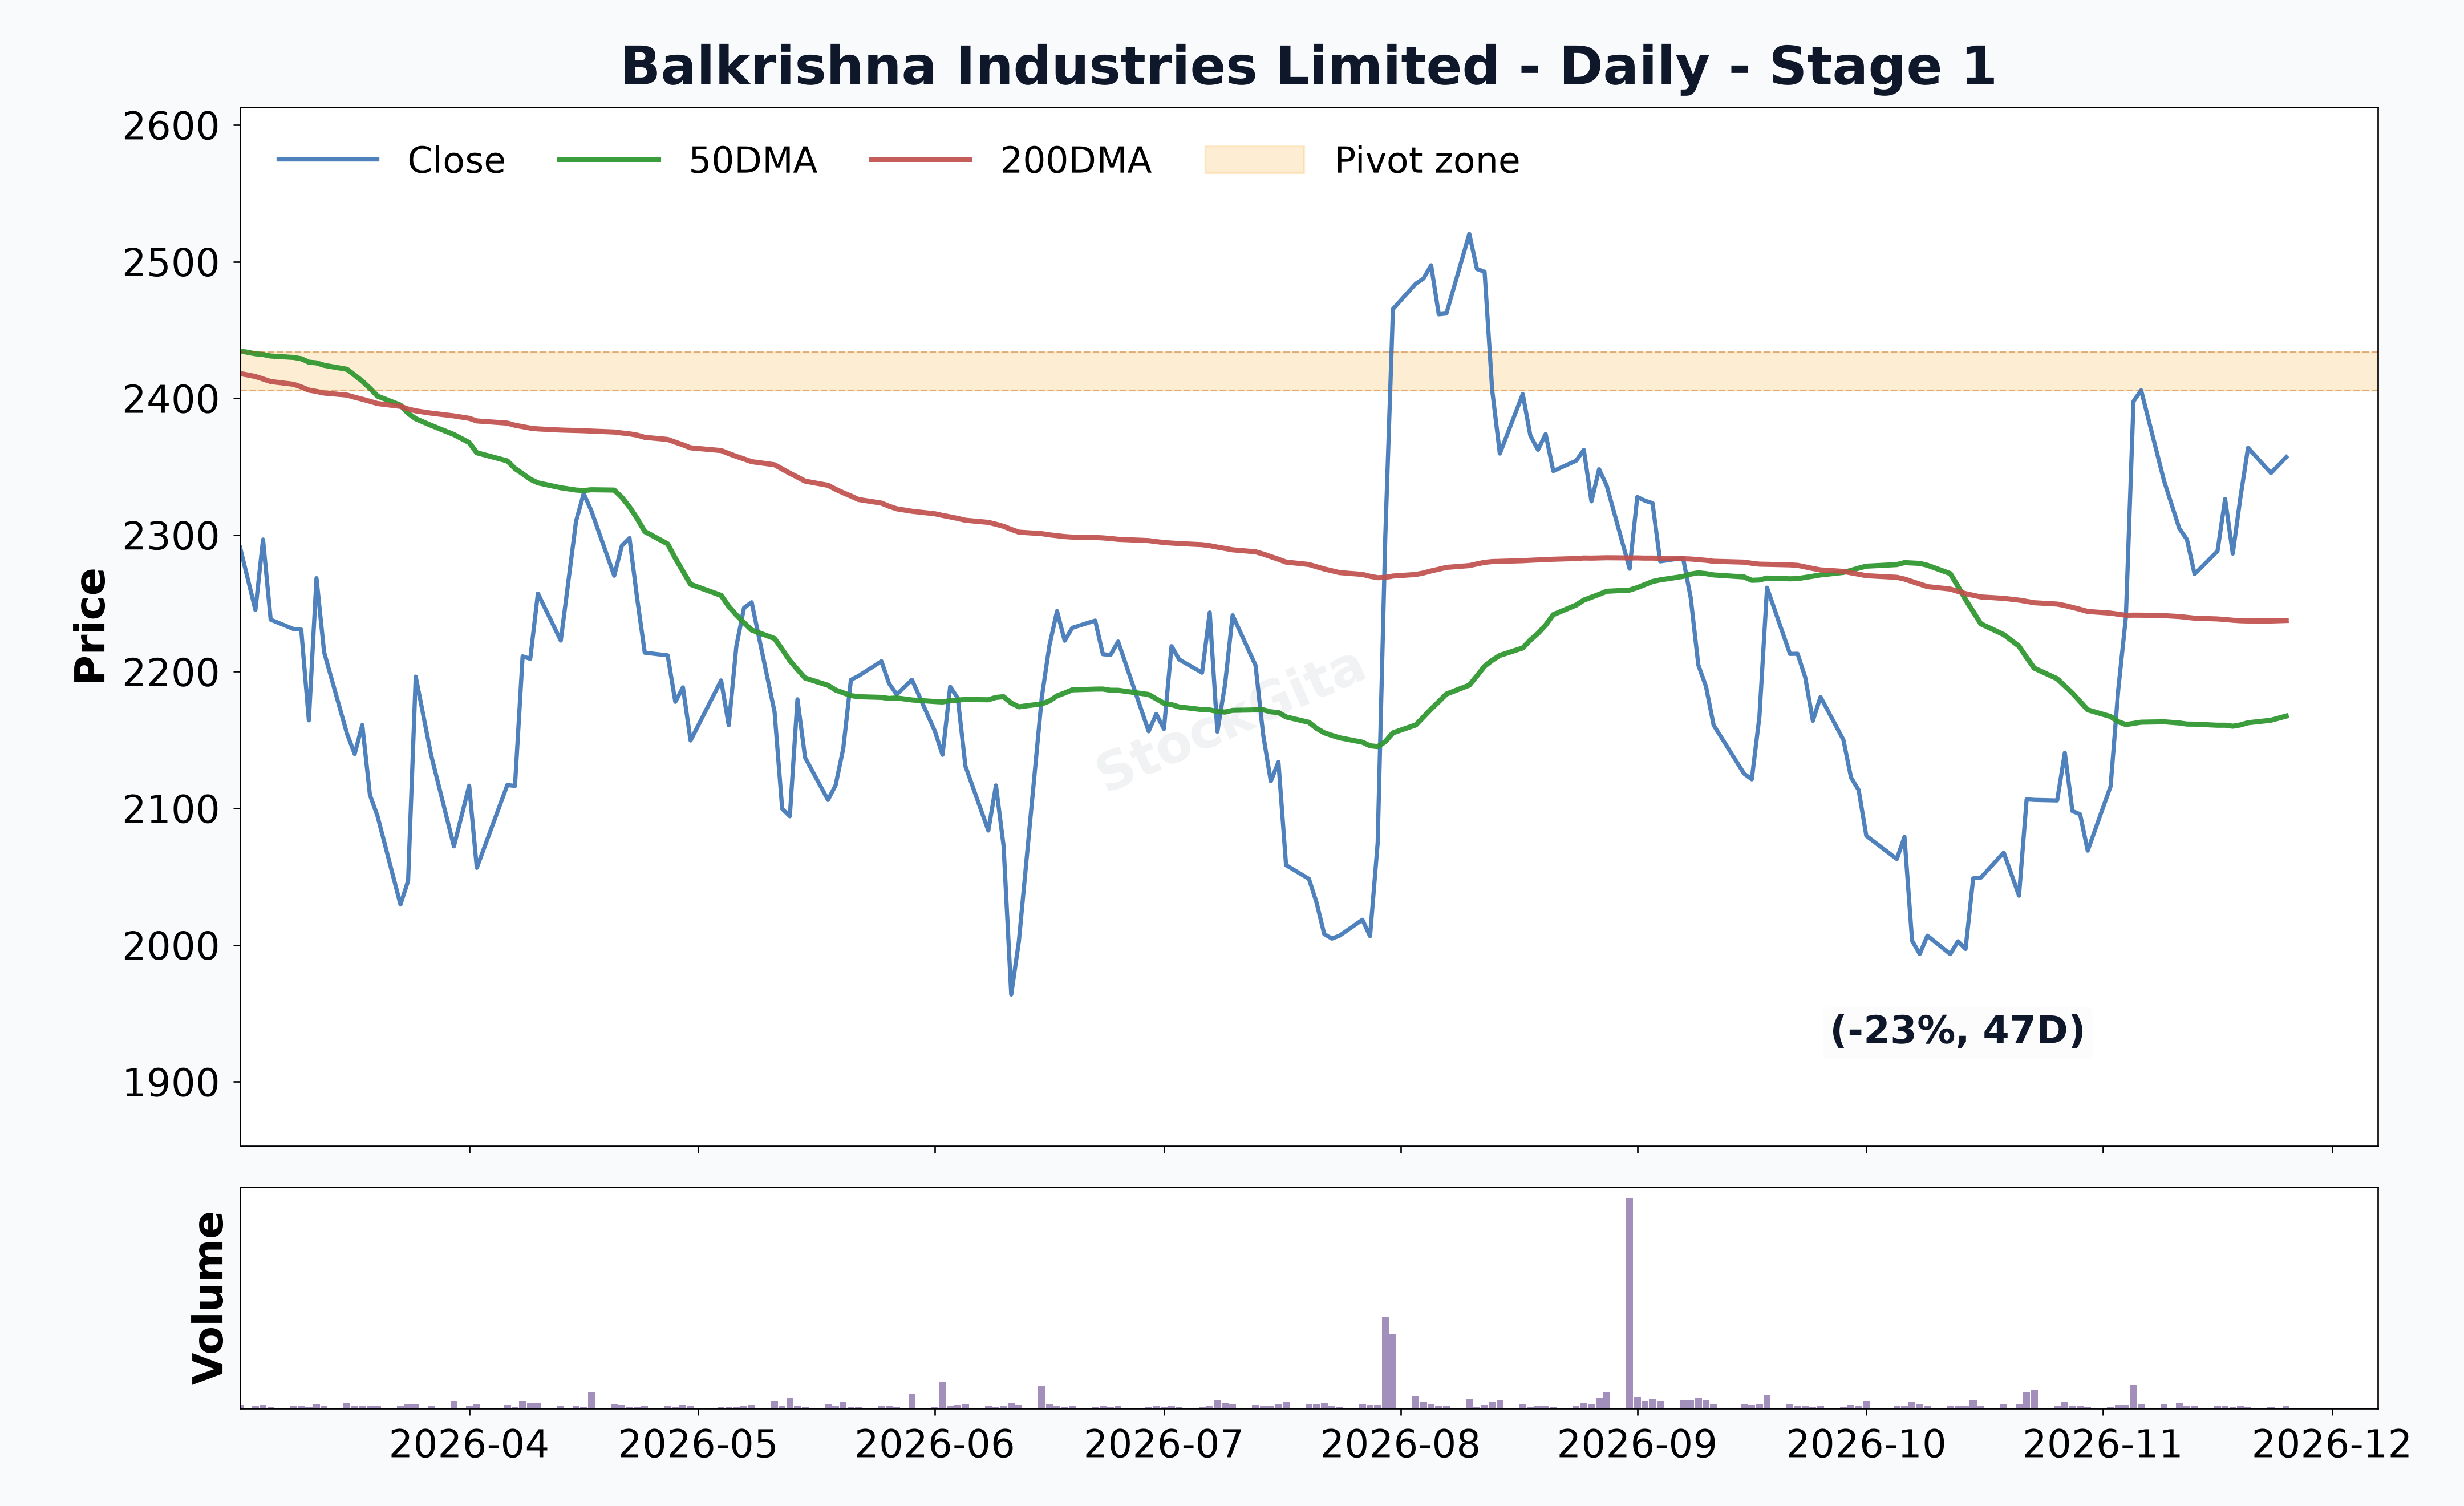 Balkrishna Industries Limited - Daily - Stage 1
Close 50DMA 200DMA Pivot zone
Price
2600
2500
2400
2300
2200
2100
2000
1900
StockGita
(-23%, 47D)
Volume
2026-04 2026-05 2026-06 2026-07 2026-08 2026-09 2026-10 2026-11 2026-12